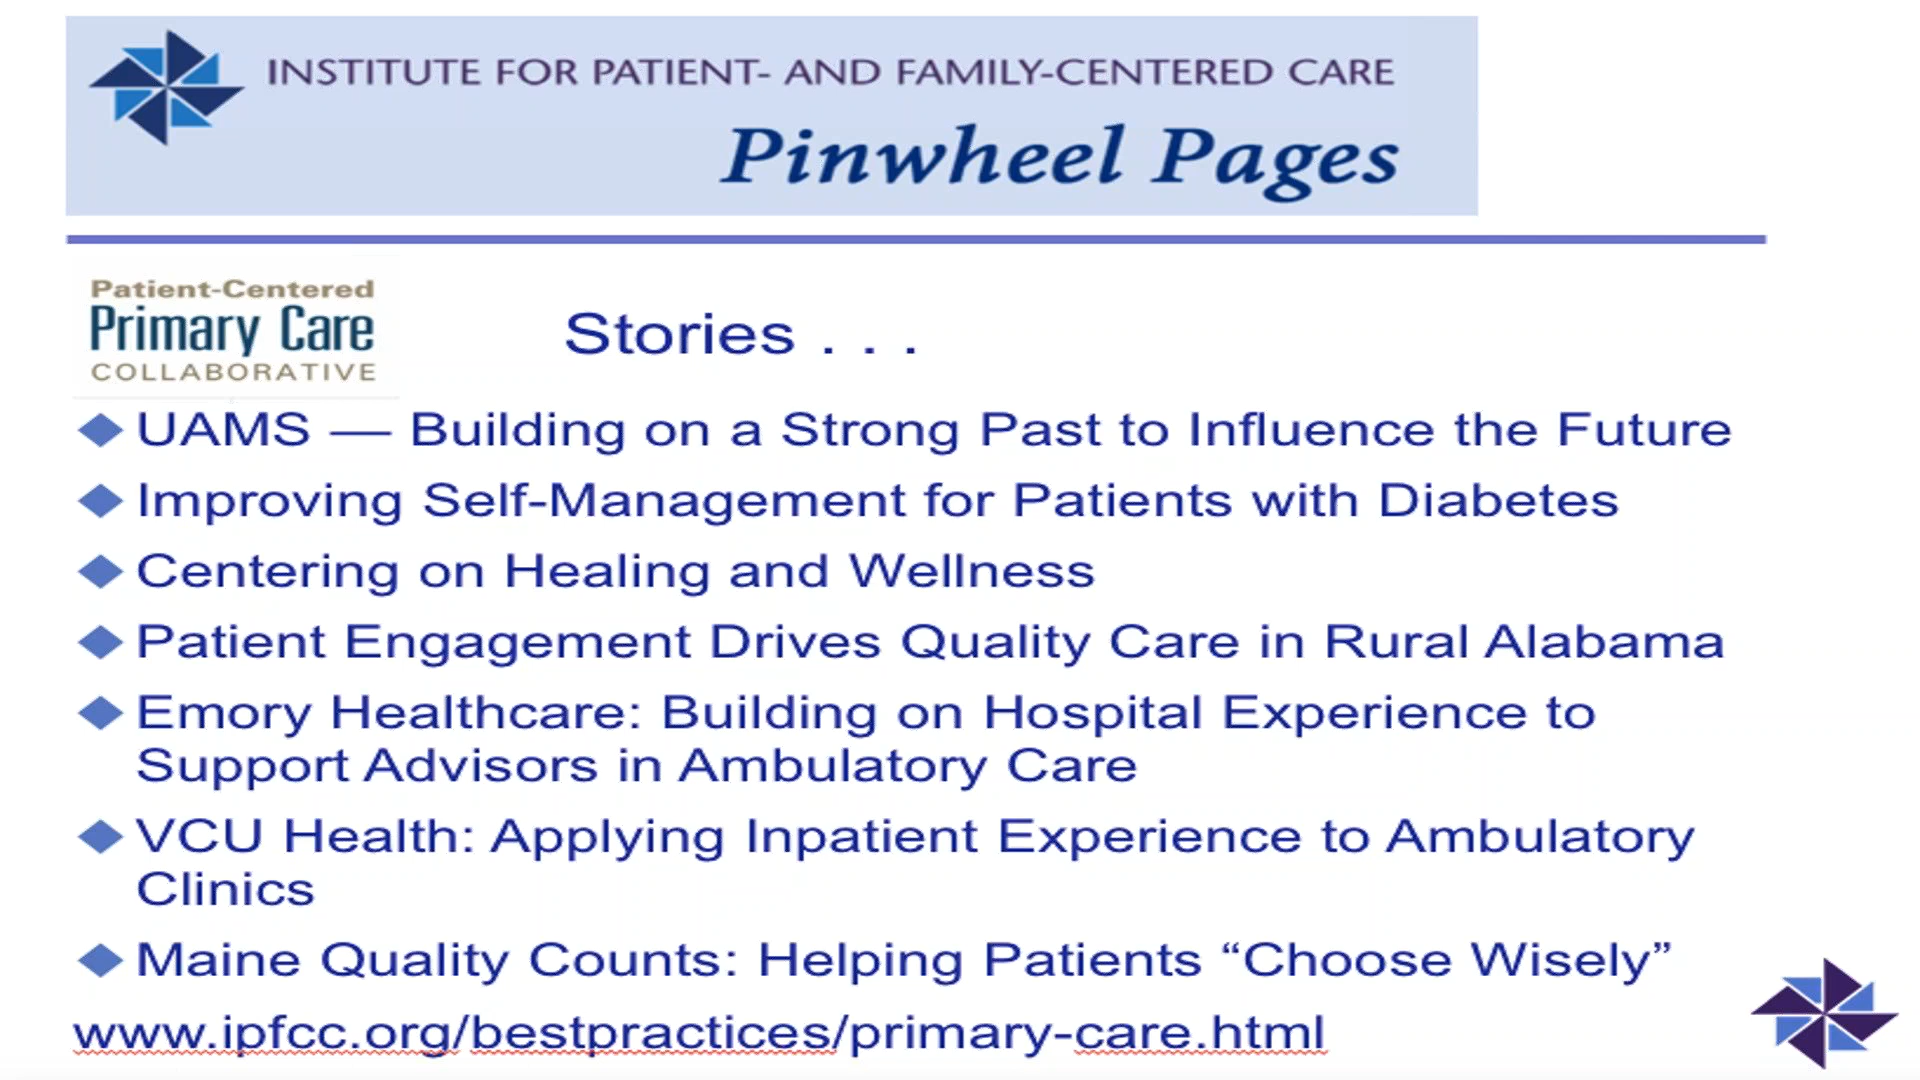 INSTITUTE FOR PATIENT- AND FAMILY-CENTERED CARE
Pinwheel Pages
Patient-Centered
Primary Care
COLLABORATIVE
Stories . . .
UAMS — Building on a Strong Past to Influence the Future
Improving Self-Management for Patients with Diabetes
Centering on Healing and Wellness
Patient Engagement Drives Quality Care in Rural Alabama
Emory Healthcare: Building on Hospital Experience to
Support Advisors in Ambulatory Care
VCU Health: Applying Inpatient Experience to Ambulatory
Clinics
Maine Quality Counts: Helping Patients “Choose Wisely”
www.ipfcc.org/bestpractices/primary-care.html